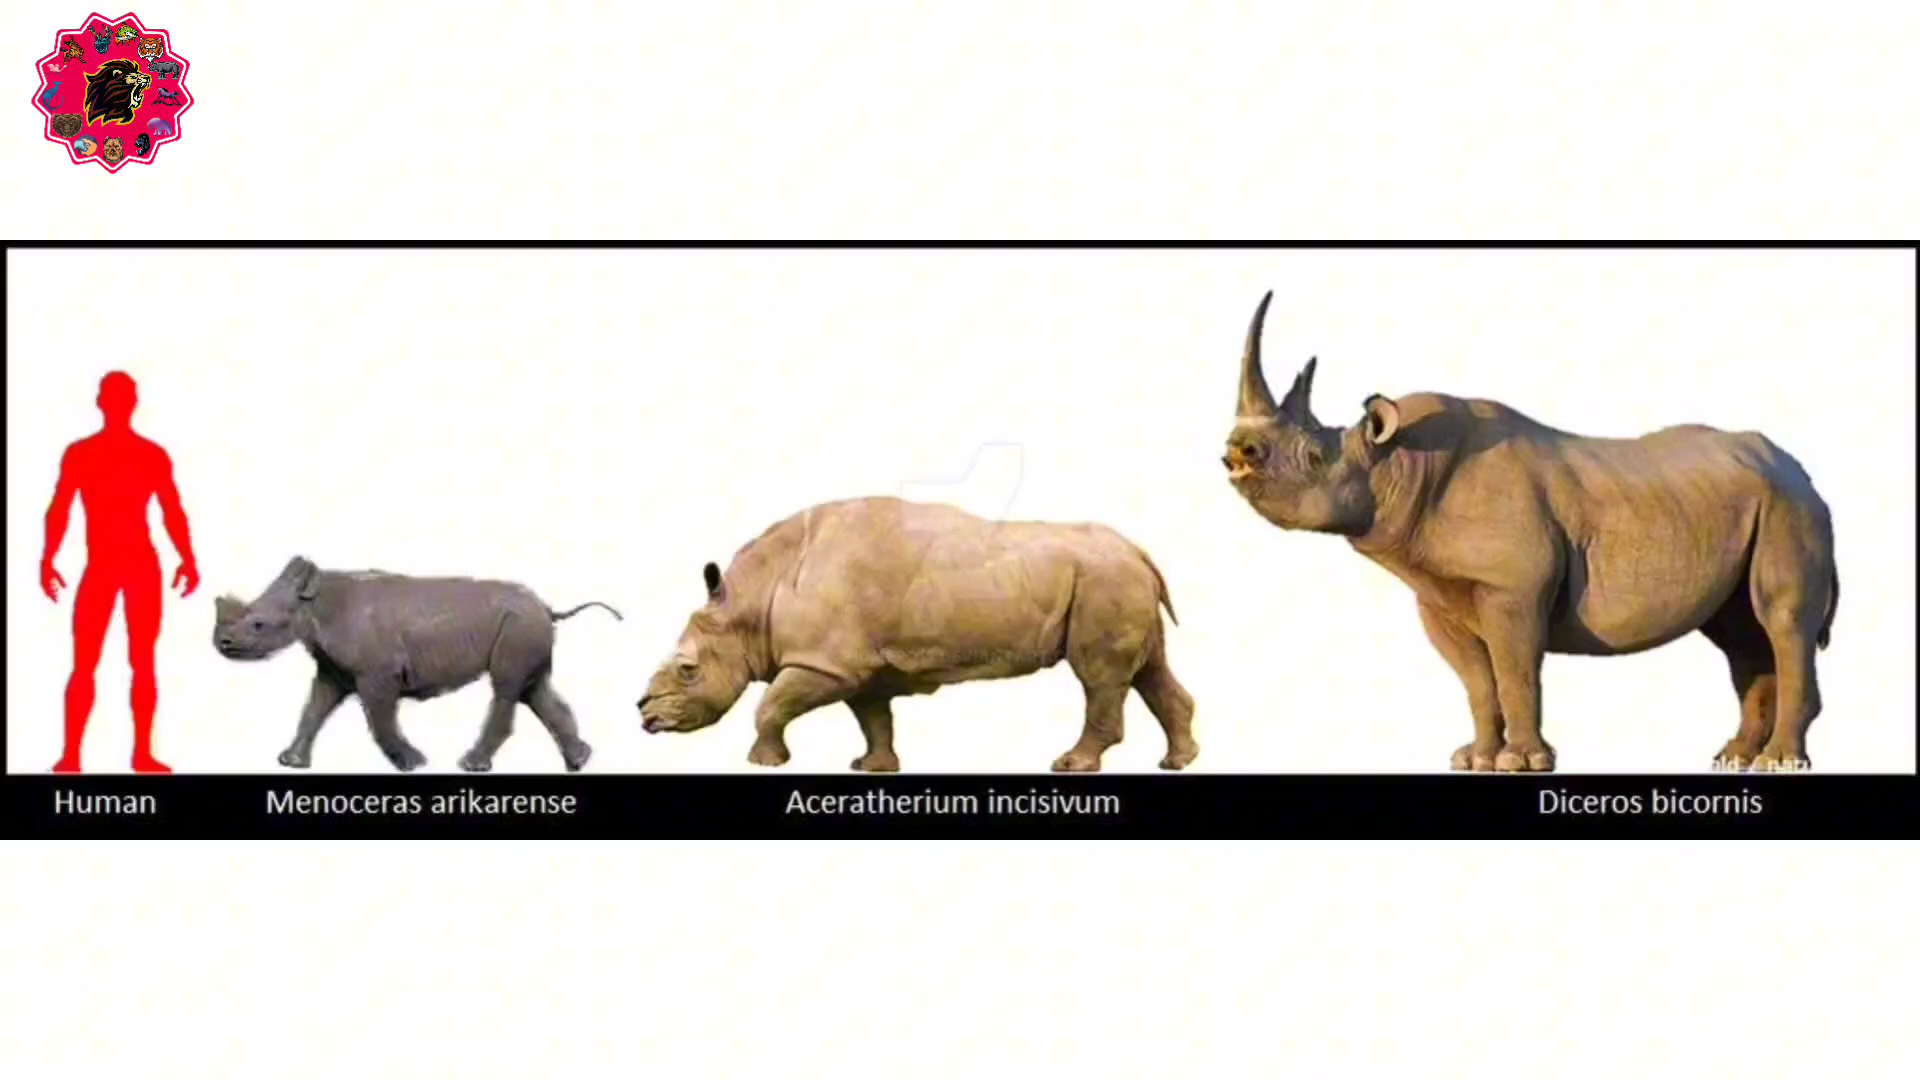 Human
Menoceras arikarense
Aceratherium incisivum
Diceros bicornis